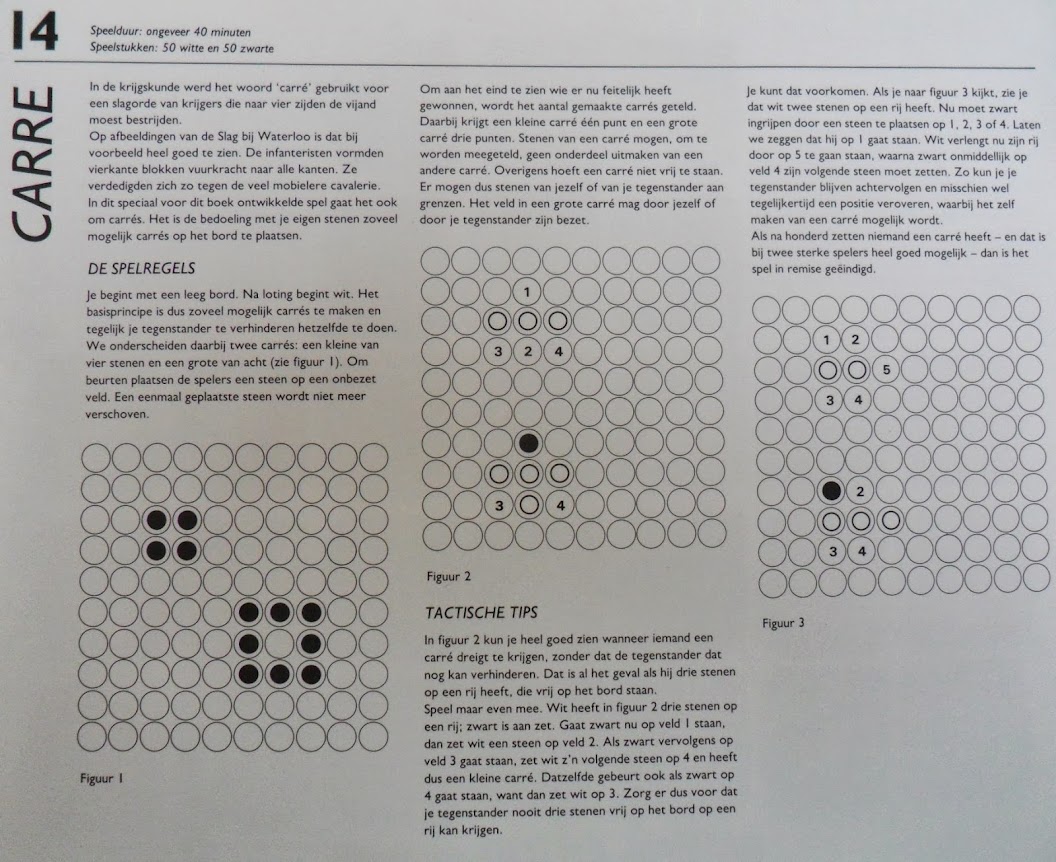 14
Speelduur: ongeveer 40 minuten
Speelstukken: 50 witte en 50 zwarte
CARRE
In de krijgskunde werd het woord 'carré' gebruikt voor
een slagorde van krijgers die naar vier zijden de vijand
moest bestrijden.
Op afbeeldingen van de Slag bij Waterloo is dat bij
voorbeeld heel goed te zien. De infanteristen vormden
vierkante blokken vuurkracht naar alle kanten. Ze
verdedigden zich zo tegen de veel mobielere cavalerie.
In dit speciaal voor dit boek ontwikkelde spel gaat het ook
om carrés. Het is de bedoeling met je eigen stenen zoveel
mogelijk carrés op het bord te plaatsen.
DE SPELREGELS
Je begint met een leeg bord. Na loting begint wit. Het
basisprincipe is dus zoveel mogelijk carrés te maken en
tegelijk je tegenstander te verhinderen hetzelfde te doen.
We onderscheiden daarbij twee carrés: een kleine van
vier stenen en een grote van acht (zie figuur 1). Om
beurten plaatsen de spelers een steen op een onbezet
veld. Een eenmaal geplaatste steen wordt niet meer
verschoven.
Figuur 1
Om aan het eind te zien wie er nu feitelijk heeft
gewonnen, wordt het aantal gemaakte carrés geteld.
Daarbij krijgt een kleine carré één punt en een grote
carré drie punten. Stenen van een carré mogen, om te
worden meegeteld, geen onderdeel uitmaken van een
andere carré. Overigens hoeft een carré niet vrij te staan.
Er mogen dus stenen van jezelf of van je tegenstander aan
grenzen. Het veld in een grote carré mag door jezelf of
door je tegenstander zijn bezet.
1
3 2 4
3 4
Figuur 2
TACTISCHE TIPS
In figuur 2 kun je heel goed zien wanneer iemand een
carré dreigt te krijgen, zonder dat de tegenstander dat
nog kan verhinderen. Dat is al het geval als hij drie stenen
op een rij heeft, die vrij op het bord staan.
Speel maar even mee. Wit heeft in figuur 2 drie stenen op
een rij; zwart is aan zet. Gaat zwart nu op veld 1 staan,
dan zet wit een steen op veld 2. Als zwart vervolgens op
veld 3 gaat staan, zet wit z'n volgende steen op 4 en heeft
dus een kleine carré. Datzelfde gebeurt ook als zwart op
4 gaat staan, want dan zet wit op 3. Zorg er dus voor dat
je tegenstander nooit drie stenen vrij op het bord op een
rij kan krijgen.
Je kunt dat voorkomen. Als je naar figuur 3 kijkt, zie je
dat wit twee stenen op een rij heeft. Nu moet zwart
ingrijpen door een steen te plaatsen op 1, 2, 3 of 4. Laten
we zeggen dat hij op 1 gaat staan. Wit verlengt nu zijn rij
door op 5 te gaan staan, waarna zwart onmiddellijk op
veld 4 zijn volgende steen moet zetten. Zo kun je je
tegenstander blijven achtervolgen en misschien wel
tegelijkertijd een positie veroveren, waarbij het zelf
maken van een carré mogelijk wordt.
Als na honderd zetten niemand een carré heeft – en dat is
bij twee sterke spelers heel goed mogelijk – dan is het
spel in remise geëindigd.
1 2
5
3 4
2
3 4
Figuur 3